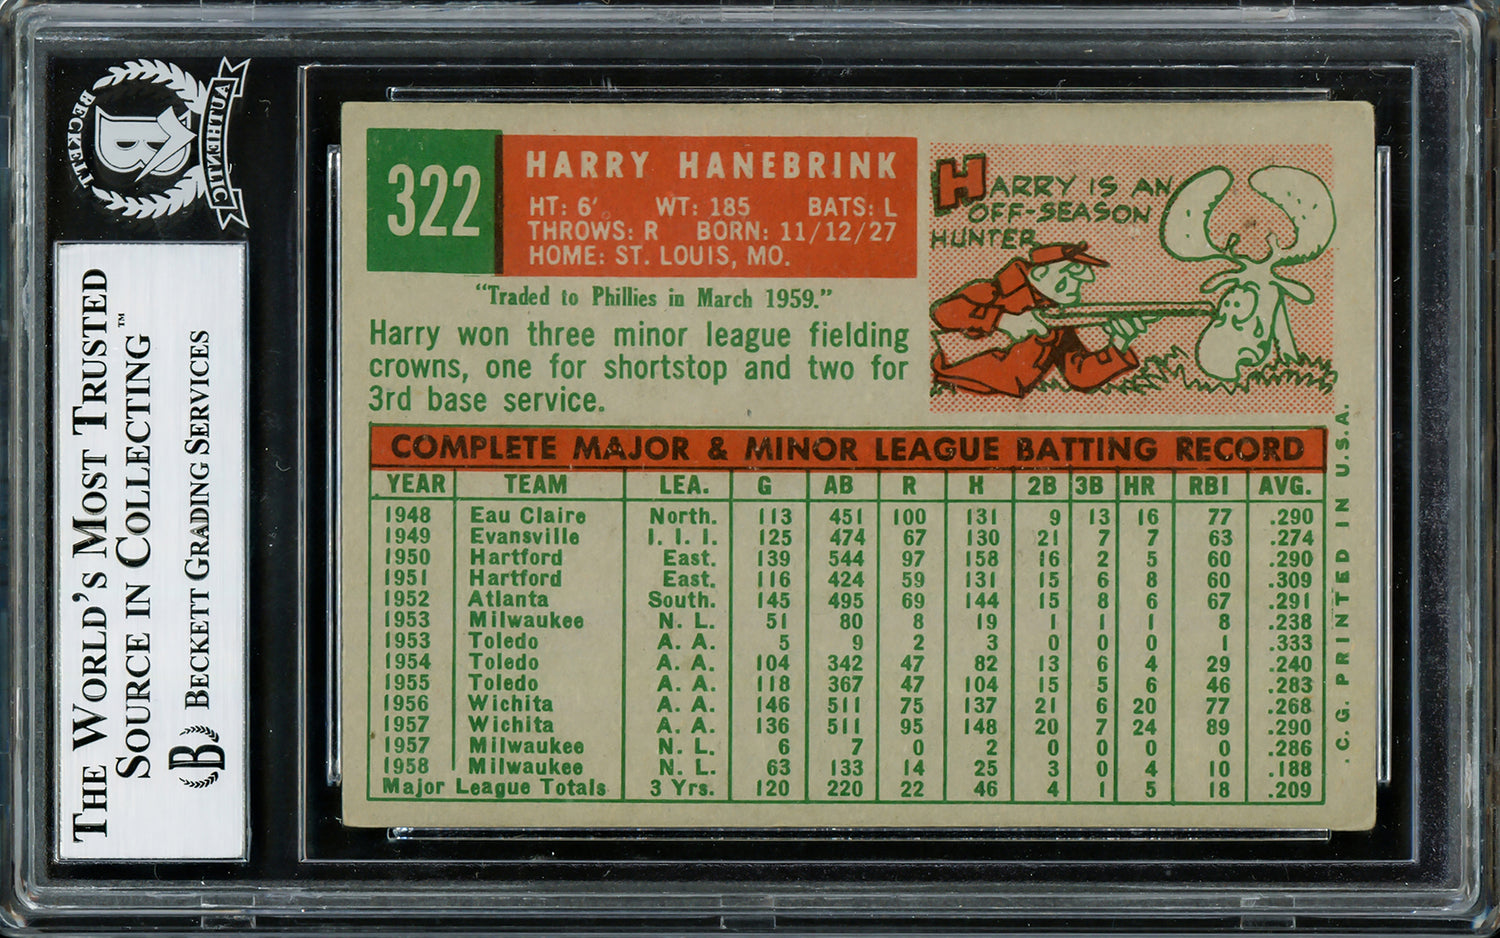 BECKETT
AUTHENTIC
B
THE WORLD'S MOST TRUSTED
SOURCE IN COLLECTING™
B BECKETT GRADING SERVICES
322
HARRY HANEBRINK
HT: 6' WT: 185 BATS: L
THROWS: R BORN: 11/12/27
HOME: ST. LOUIS, MO.
HARRY IS AN
OFF-SEASON
HUNTER
"Traded to Phillies in March 1959."
Harry won three minor league fielding
crowns, one for shortstop and two for
3rd base service.
COMPLETE MAJOR & MINOR LEAGUE BATTING RECORD
YEAR TEAM LEA. G AB R H 2B 3B HR RBI AVG.
1948 Eau Claire North. 113 451 100 131 9 13 16 77 .290
1949 Evansville I. I. I. 125 474 67 130 21 7 7 63 .274
1950 Hartford East. 139 544 97 158 16 2 5 60 .290
1951 Hartford East. 116 424 59 131 15 6 8 60 .309
1952 Atlanta South. 145 495 69 144 15 8 6 67 .291
1953 Milwaukee N. L. 51 80 8 19 1 1 1 8 .238
1953 Toledo A. A. 5 9 2 3 0 0 0 1 .333
1954 Toledo A. A. 104 342 47 82 13 6 4 29 .240
1955 Toledo A. A. 118 367 47 104 15 5 6 46 .283
1956 Wichita A. A. 146 511 75 137 21 6 20 77 .268
1957 Wichita A. A. 136 511 95 148 20 7 24 89 .290
1957 Milwaukee N. L. 6 7 0 2 0 0 0 0 .286
1958 Milwaukee N. L. 63 133 14 25 3 0 4 10 .188
Major League Totals 3 Yrs. 120 220 22 46 4 1 5 18 .209
. C. G. PRINTED IN U.S.A.